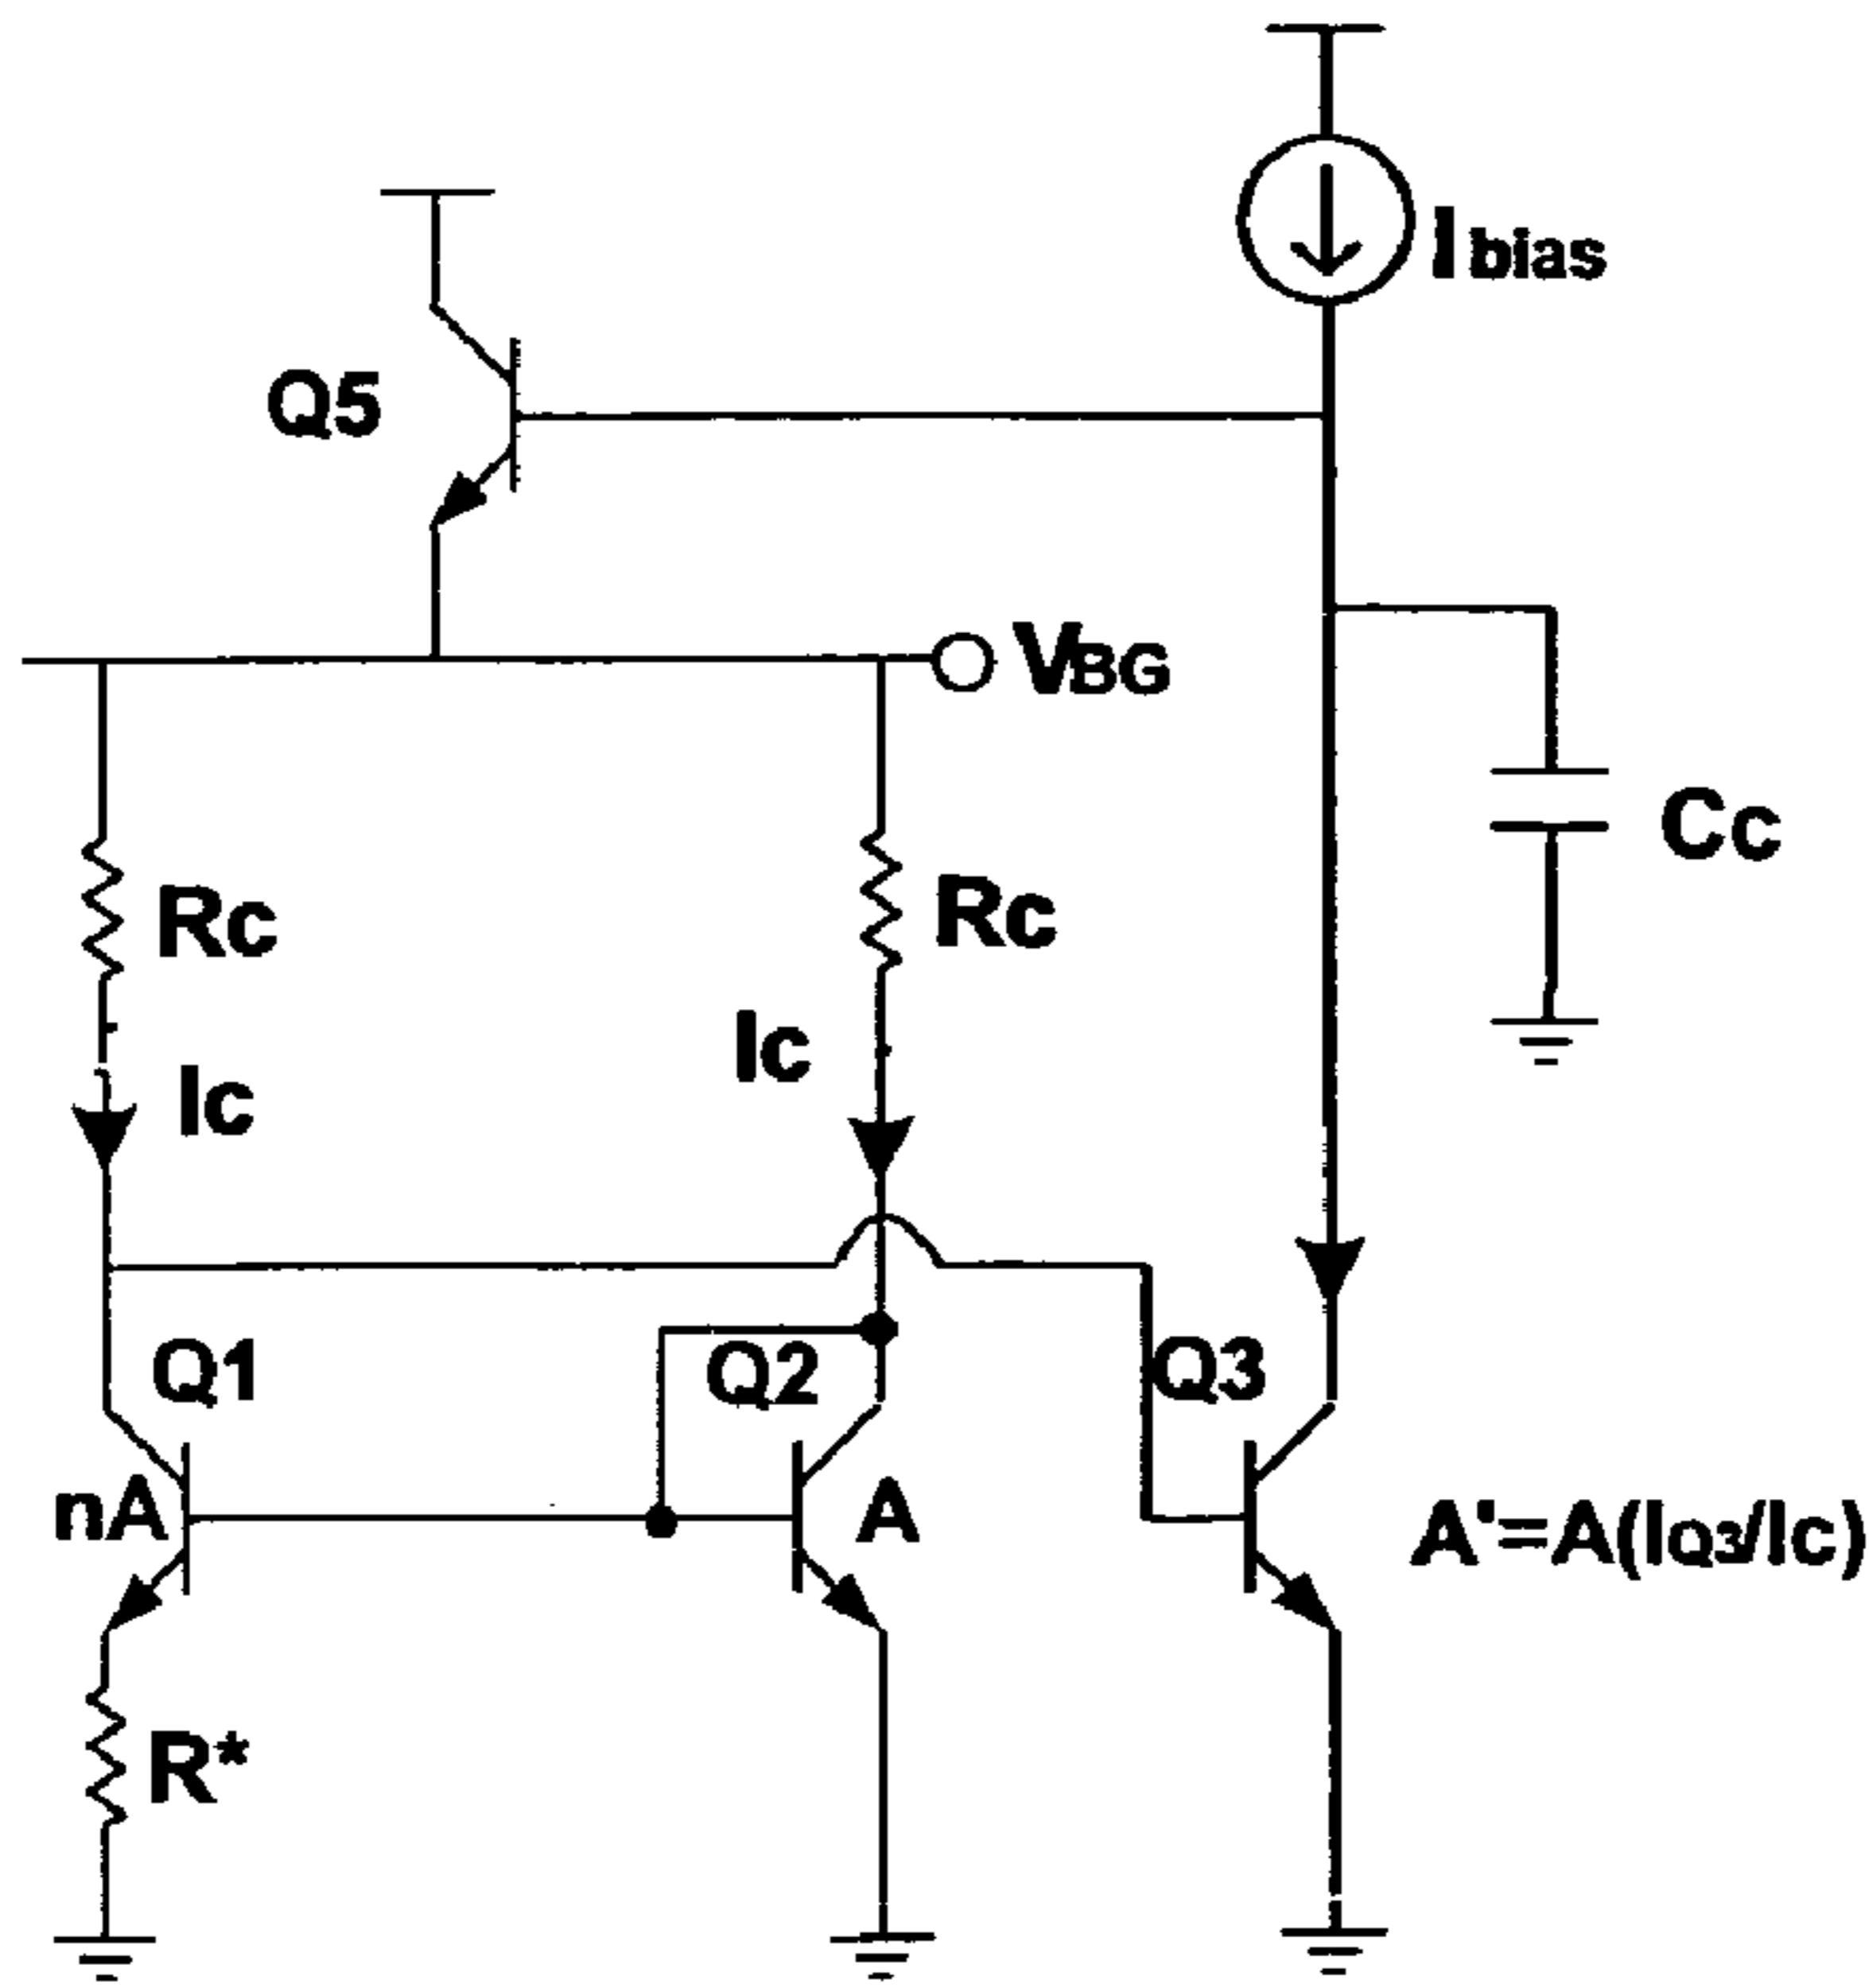 Ibias
Q5
VBG
Rc
Rc
Cc
Ic
Ic
Q1
Q2
Q3
nA
A
A'=A(IQ3/Ic)
R*